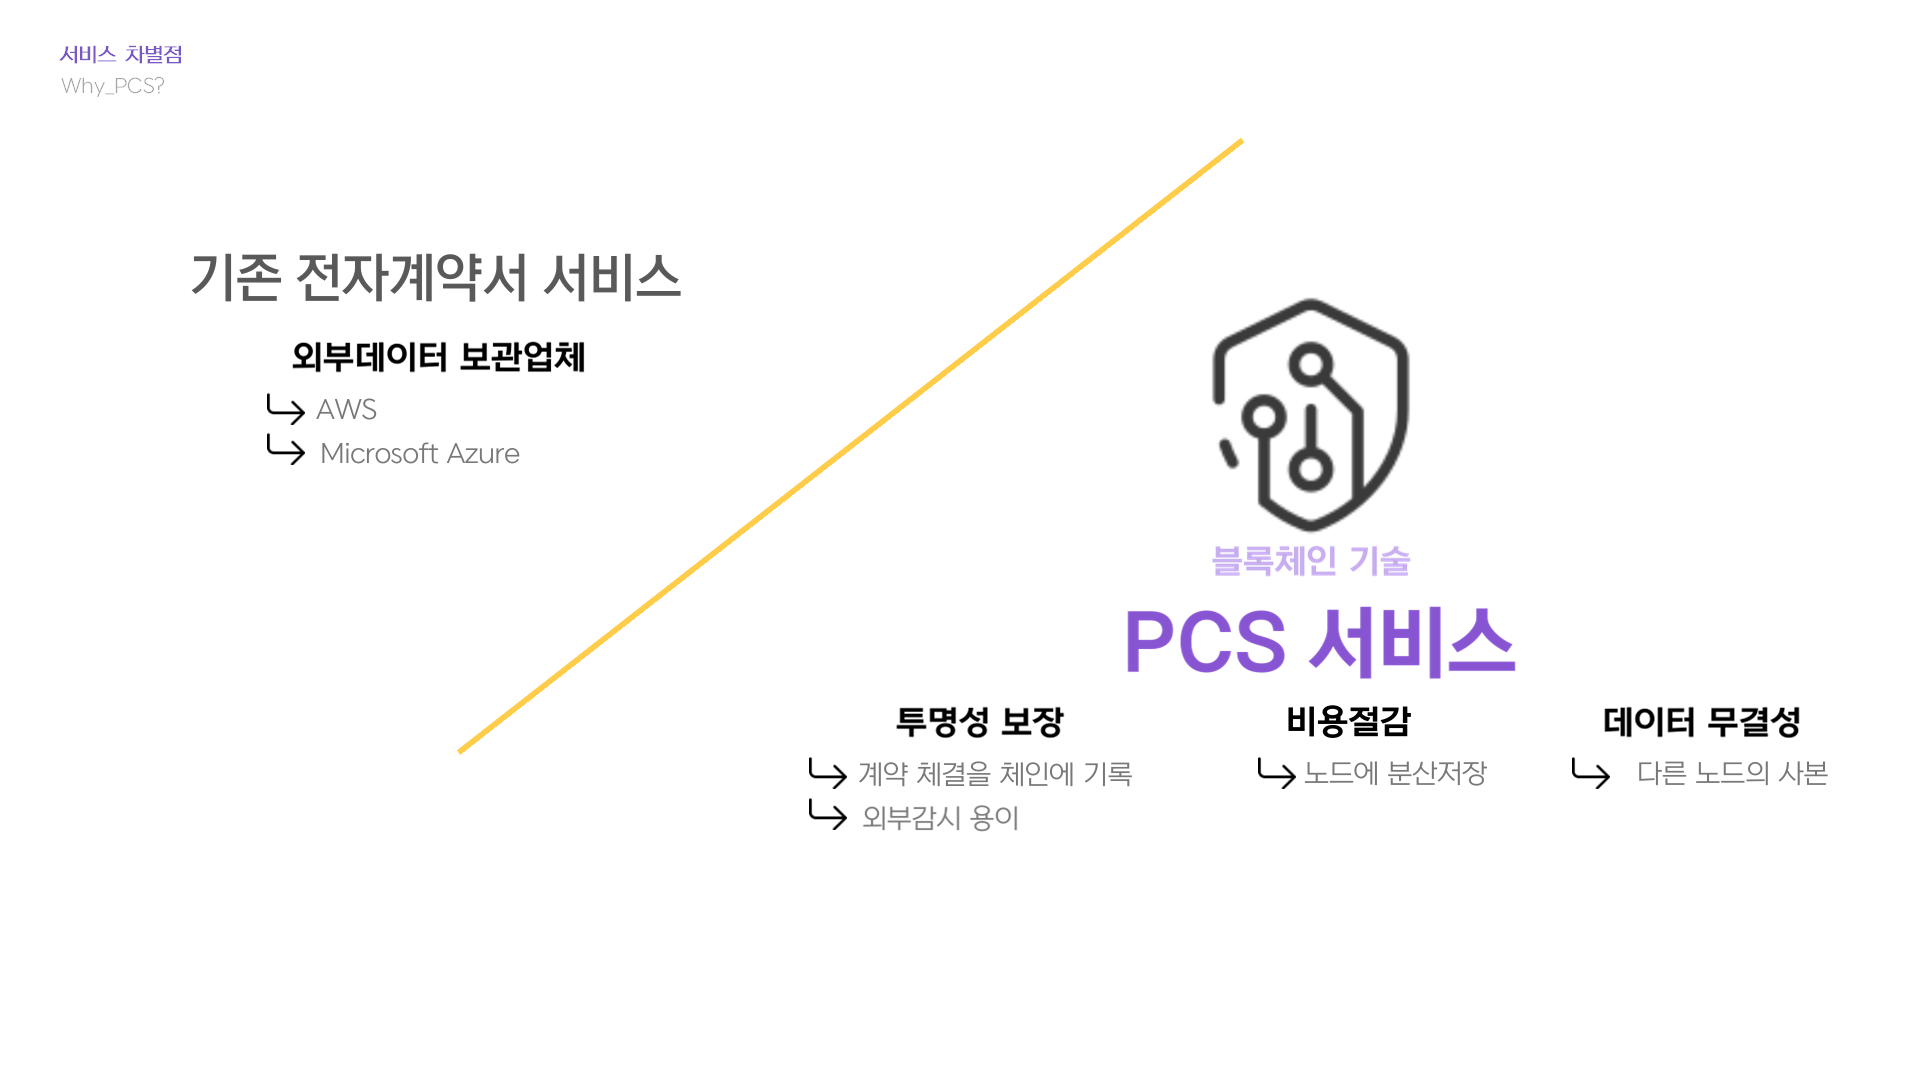 서비스 차별점
Why_PCS?
기존 전자계약서 서비스
외부데이터 보관업체
AWS
Microsoft Azure
블록체인 기술
PCS 서비스
투명성 보장
계약 체결을 체인에 기록
외부감시 용이
비용절감
노드에 분산저장
데이터 무결성
다른 노드의 사본